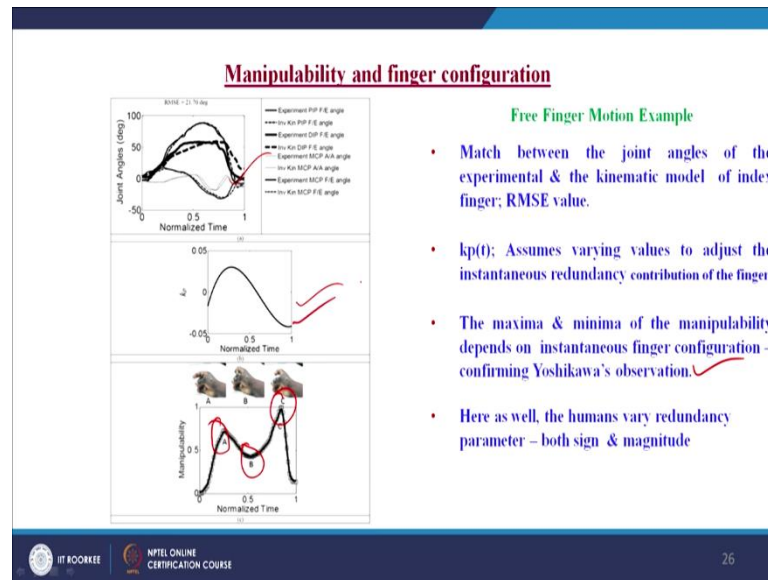 Manipulability and finger configuration
RMSE = 21.70 deg
100
50
0
-50
0
0.5
1
Joint Angles (deg)
Normalized Time
Experiment PIP F/E angle
Inv Kin PIP F/E angle
Experiment DIP F/E angle
Inv Kin DIP F/E angle
Experiment MCP A/A angle
Inv Kin MCP A/A angle
Experiment MCP F/E angle
Inv Kin MCP F/E angle
(a)
0.05
0
-0.05
0
0.5
1
Normalized Time
(b)
A
B
C
1
0.5
0
A
B
C
0
0.5
1
Manipulability
Normalized Time
(c)
Free Finger Motion Example
• Match between the joint angles of the
experimental & the kinematic model of index
finger; RMSE value.
• kp(t); Assumes varying values to adjust the
instantaneous redundancy contribution of the finger
• The maxima & minima of the manipulability
depends on instantaneous finger configuration –
confirming Yoshikawa's observation.
• Here as well, the humans vary redundancy
parameter – both sign & magnitude
IIT ROORKEE
NPTEL ONLINE
CERTIFICATION COURSE
26